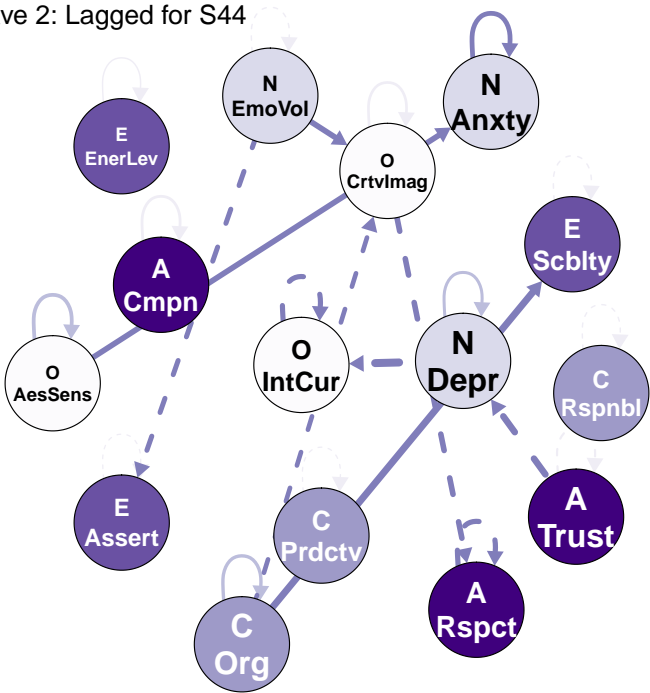 ve 2: Lagged for S44
N
EmoVol
N
Anxty
E
EnerLev
O
CrtvImag
E
Scblty
A
Cmpn
O
AesSens
O
IntCur
N
Depr
C
Rspnbl
E
Assert
C
Prdctv
A
Trust
A
Rspct
C
Org